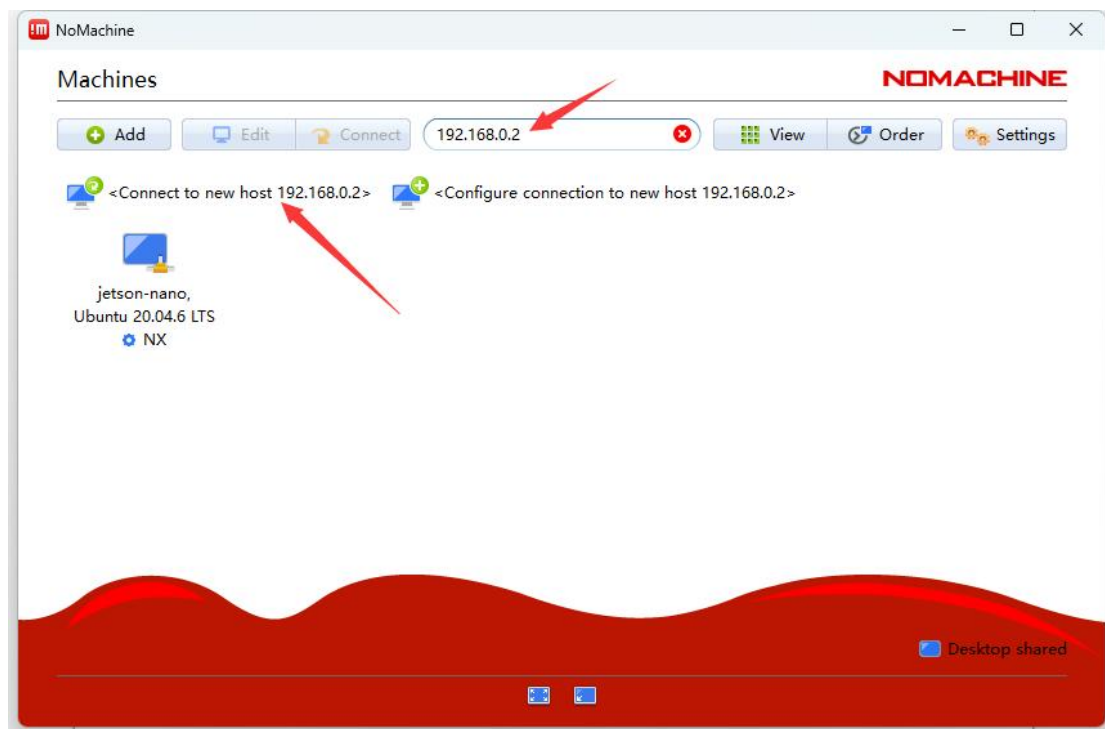 NoMachine
Machines
NOMACHINE
Add
Edit
Connect
192.168.0.2
View
Order
Settings
<Connect to new host 192.168.0.2>
<Configure connection to new host 192.168.0.2>
jetson-nano,
Ubuntu 20.04.6 LTS
NX
Desktop shared